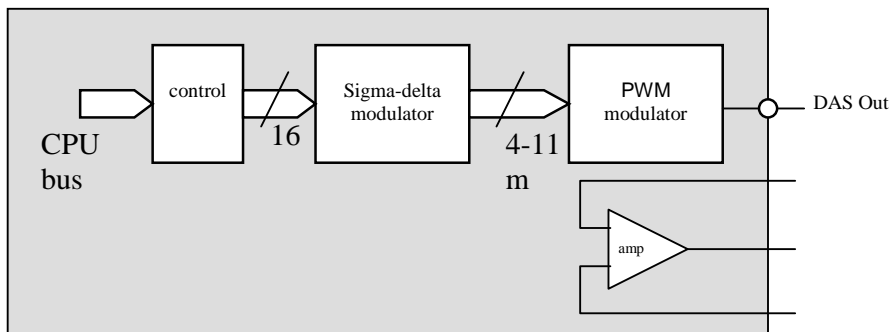 control
Sigma-delta
modulator
PWM
modulator
DAS Out
16
4-11
m
CPU
bus
amp